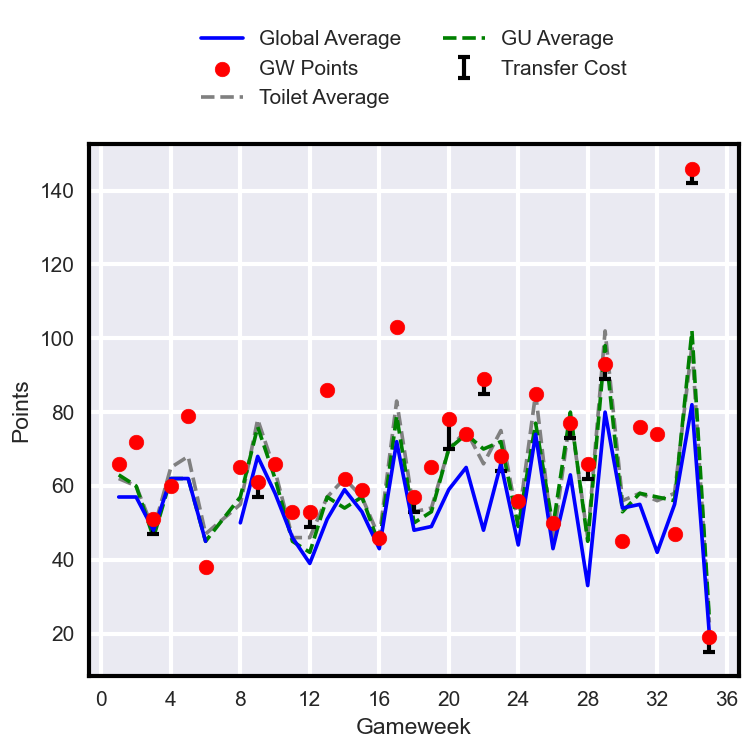 Global Average
GW Points
Toilet Average
GU Average
Transfer Cost
Points
140
120
100
80
60
40
20
0 4 8 12 16 20 24 28 32 36
Gameweek